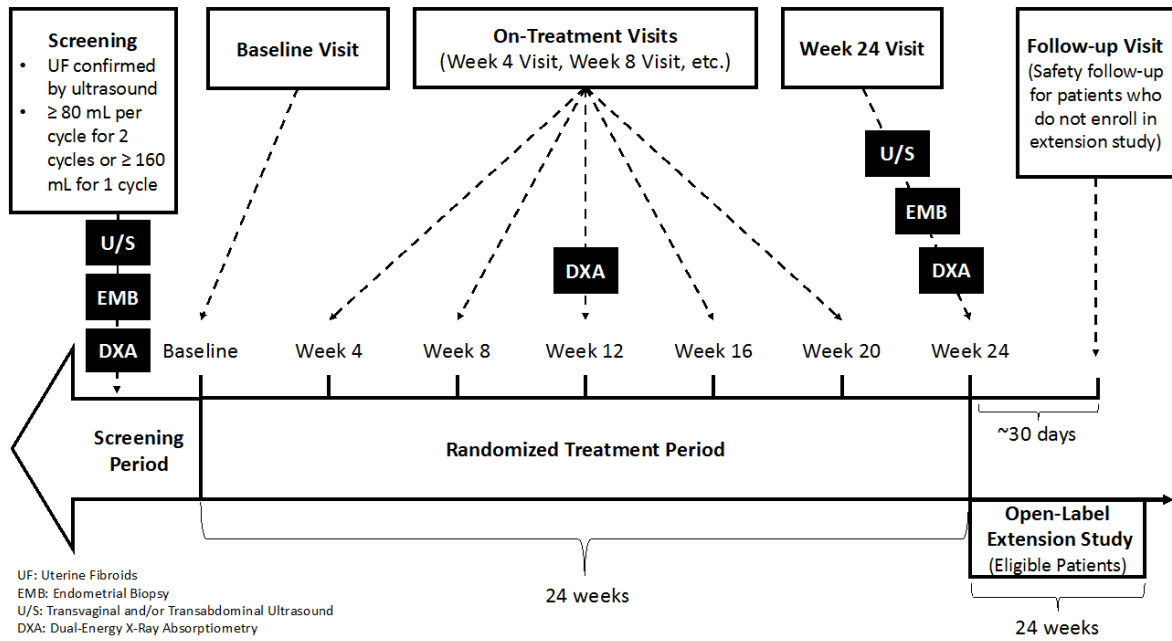 Screening
• UF confirmed
by ultrasound
• ≥ 80 mL per
cycle for 2
cycles or ≥ 160
mL for 1 cycle
Baseline Visit
On-Treatment Visits
(Week 4 Visit, Week 8 Visit, etc.)
Week 24 Visit
Follow-up Visit
(Safety follow-up
for patients who
do not enroll in
extension study)
U/S
EMB
DXA
DXA
U/S
EMB
DXA
Baseline
Week 4
Week 8
Week 12
Week 16
Week 20
Week 24
Screening
Period
Randomized Treatment Period
~30 days
Open-Label
Extension Study
(Eligible Patients)
24 weeks
24 weeks
UF: Uterine Fibroids
EMB: Endometrial Biopsy
U/S: Transvaginal and/or Transabdominal Ultrasound
DXA: Dual-Energy X-Ray Absorptiometry